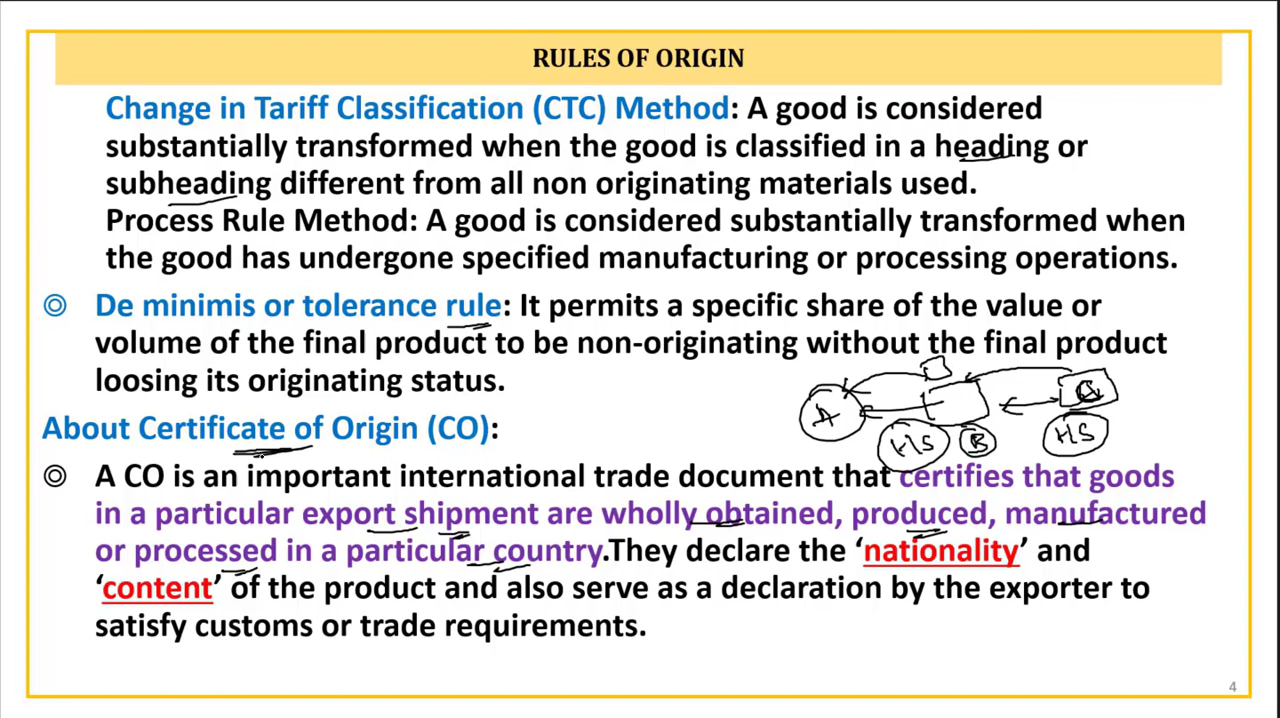 RULES OF ORIGIN
Change in Tariff Classification (CTC) Method: A good is considered
substantially transformed when the good is classified in a heading or
subheading different from all non originating materials used.
Process Rule Method: A good is considered substantially transformed when
the good has undergone specified manufacturing or processing operations.
De minimis or tolerance rule: It permits a specific share of the value or
volume of the final product to be non-originating without the final product
loosing its originating status.
A
HS
B
HS
About Certificate of Origin (CO):
A CO is an important international trade document that certifies that goods
in a particular export shipment are wholly obtained, produced, manufactured
or processed in a particular country.They declare the ‘nationality’ and
‘content’ of the product and also serve as a declaration by the exporter to
satisfy customs or trade requirements.
4